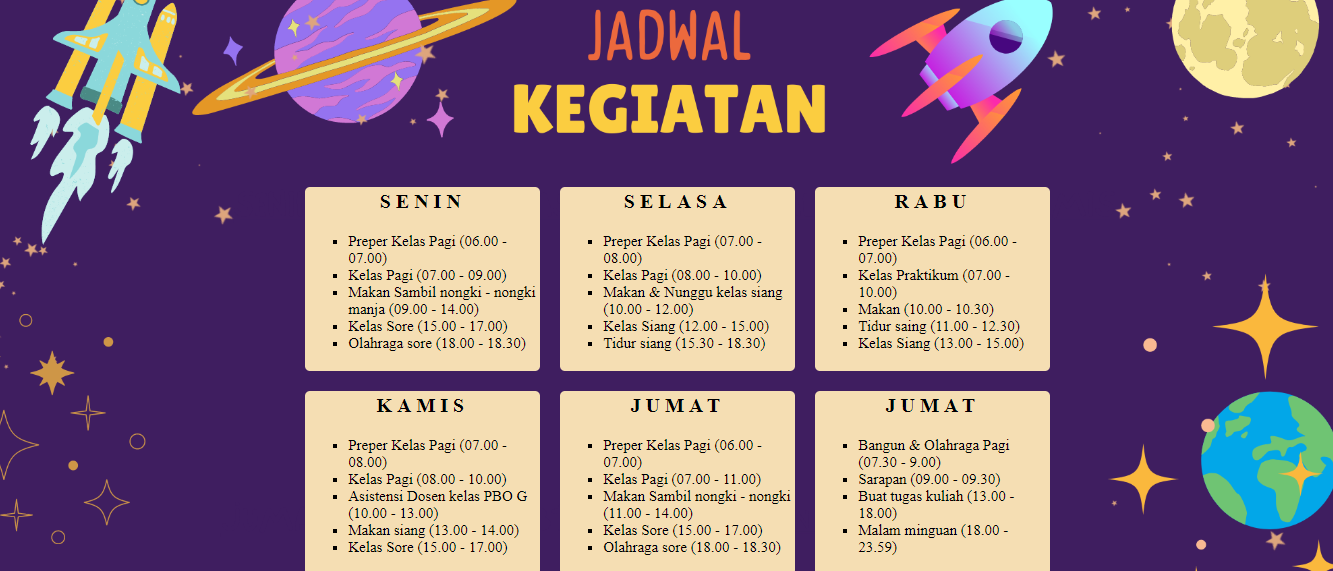 JADWAL
KEGIATAN
SENIN
Preper Kelas Pagi (06.00 -
07.00)
Kelas Pagi (07.00 - 09.00)
Makan Sambil nongki - nongki
manja (09.00 - 14.00)
Kelas Sore (15.00 - 17.00)
Olahraga sore (18.00 - 18.30)
SELASA
Preper Kelas Pagi (07.00 -
08.00)
Kelas Pagi (08.00 - 10.00)
Makan & Nunggu kelas siang
(10.00 - 12.00)
Kelas Siang (12.00 - 15.00)
Tidur siang (15.30 - 18.30)
RABU
Preper Kelas Pagi (06.00 -
07.00)
Kelas Praktikum (07.00 -
10.00)
Makan (10.00 - 10.30)
Tidur saing (11.00 - 12.30)
Kelas Siang (13.00 - 15.00)
KAMIS
Preper Kelas Pagi (07.00 -
08.00)
Kelas Pagi (08.00 - 10.00)
Asistensi Dosen kelas PBO G
(10.00 - 13.00)
Makan siang (13.00 - 14.00)
Kelas Sore (15.00 - 17.00)
JUMAT
Preper Kelas Pagi (06.00 -
07.00)
Kelas Pagi (07.00 - 11.00)
Makan Sambil nongki - nongki
(11.00 - 14.00)
Kelas Sore (15.00 - 17.00)
Olahraga sore (18.00 - 18.30)
JUMAT
Bangun & Olahraga Pagi
(07.30 - 9.00)
Sarapan (09.00 - 09.30)
Buat tugas kuliah (13.00 -
18.00)
Malam minguan (18.00 -
23.59)